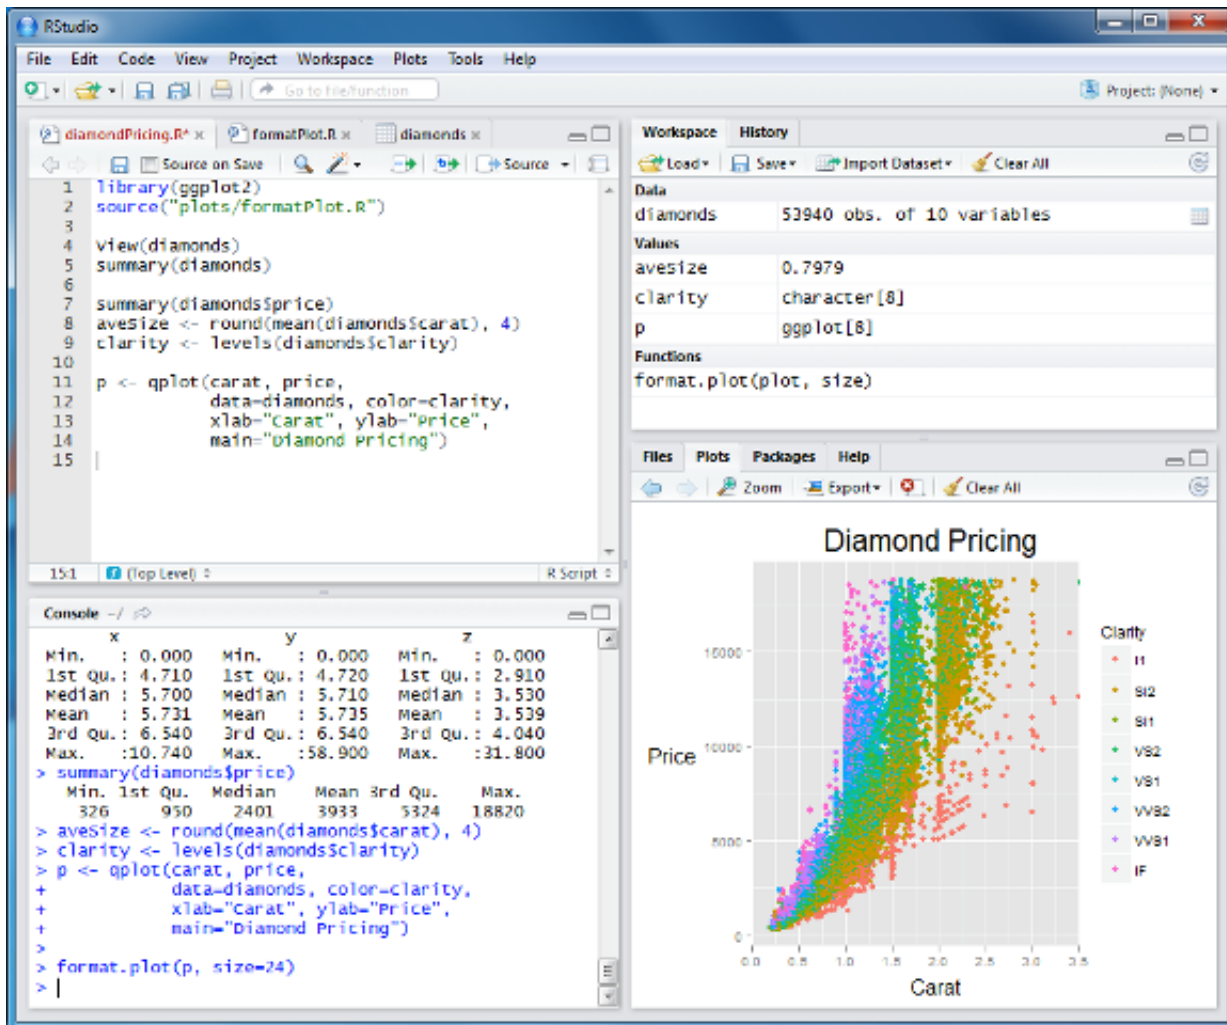 RStudio
File Edit Code View Project Workspace Plots Tools Help
Go to file/function
Project: (None)
diamondPricing.R* × formatPlot.R × diamonds ×
Source on Save Source
1 library(ggplot2)
2 source("plots/formatPlot.R")
3
4 View(diamonds)
5 summary(diamonds)
6
7 summary(diamonds$price)
8 aveSize <- round(mean(diamonds$carat), 4)
9 clarity <- levels(diamonds$clarity)
10
11 p <- qplot(carat, price,
12 data=diamonds, color=clarity,
13 xlab="Carat", ylab="Price",
14 main="Diamond Pricing")
15
15:1 (Top Level) R Script
Console ~/
x y z
Min. : 0.000 Min. : 0.000 Min. : 0.000
1st Qu.: 4.710 1st Qu.: 4.720 1st Qu.: 2.910
Median : 5.700 Median : 5.710 Median : 3.530
Mean : 5.731 Mean : 5.735 Mean : 3.539
3rd Qu.: 6.540 3rd Qu.: 6.540 3rd Qu.: 4.040
Max. :10.740 Max. :58.900 Max. :31.800
> summary(diamonds$price)
Min. 1st Qu. Median Mean 3rd Qu. Max.
326 950 2401 3933 5324 18820
> aveSize <- round(mean(diamonds$carat), 4)
> clarity <- levels(diamonds$clarity)
> p <- qplot(carat, price,
+ data=diamonds, color=clarity,
+ xlab="Carat", ylab="Price",
+ main="Diamond Pricing")
>
> format.plot(p, size=24)
>
Workspace History
Load Save Import Dataset Clear All
Data
diamonds 53940 obs. of 10 variables
Values
aveSize 0.7979
clarity character[8]
p ggplot[8]
Functions
format.plot(plot, size)
Files Plots Packages Help
Zoom Export Clear All
Diamond Pricing
Price
15000
10000
5000
0
0.0 0.5 1.0 1.5 2.0 2.5 3.0 3.5
Carat
Clarity
I1
SI2
SI1
VS2
VS1
VVS2
VVS1
IF